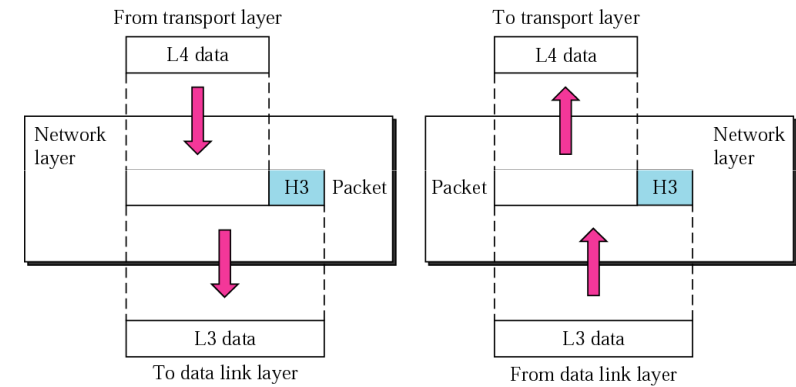 From transport layer
L4 data
Network
layer
H3
Packet
L3 data
To data link layer
To transport layer
L4 data
Network
layer
Packet
H3
L3 data
From data link layer